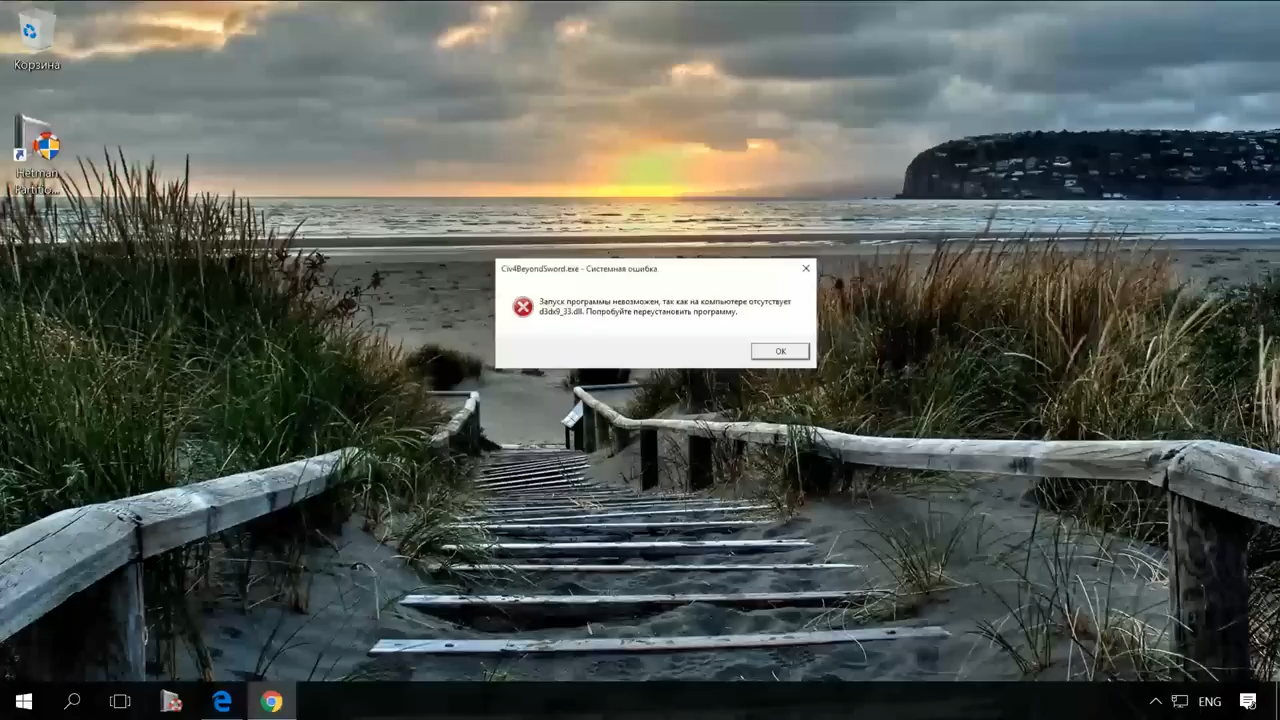 Корзина
Hetman
Partitio...
Civ4BeyondSword.exe - Системная ошибка
Запуск программы невозможен, так как на компьютере отсутствует
d3dx9_33.dll. Попробуйте переустановить программу.
OK
ENG